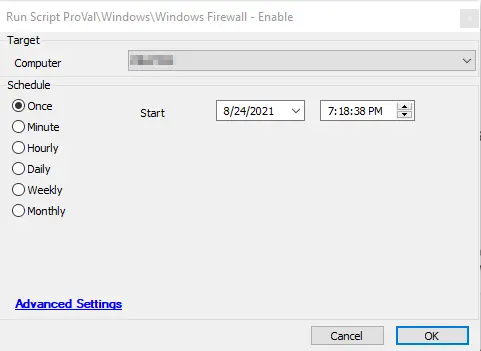 Run Script ProVal\Windows\Windows Firewall - Enable
Target
Computer
Schedule
Once
Start 8/24/2021 7:18:38 PM
Minute
Hourly
Daily
Weekly
Monthly
Advanced Settings
Cancel OK